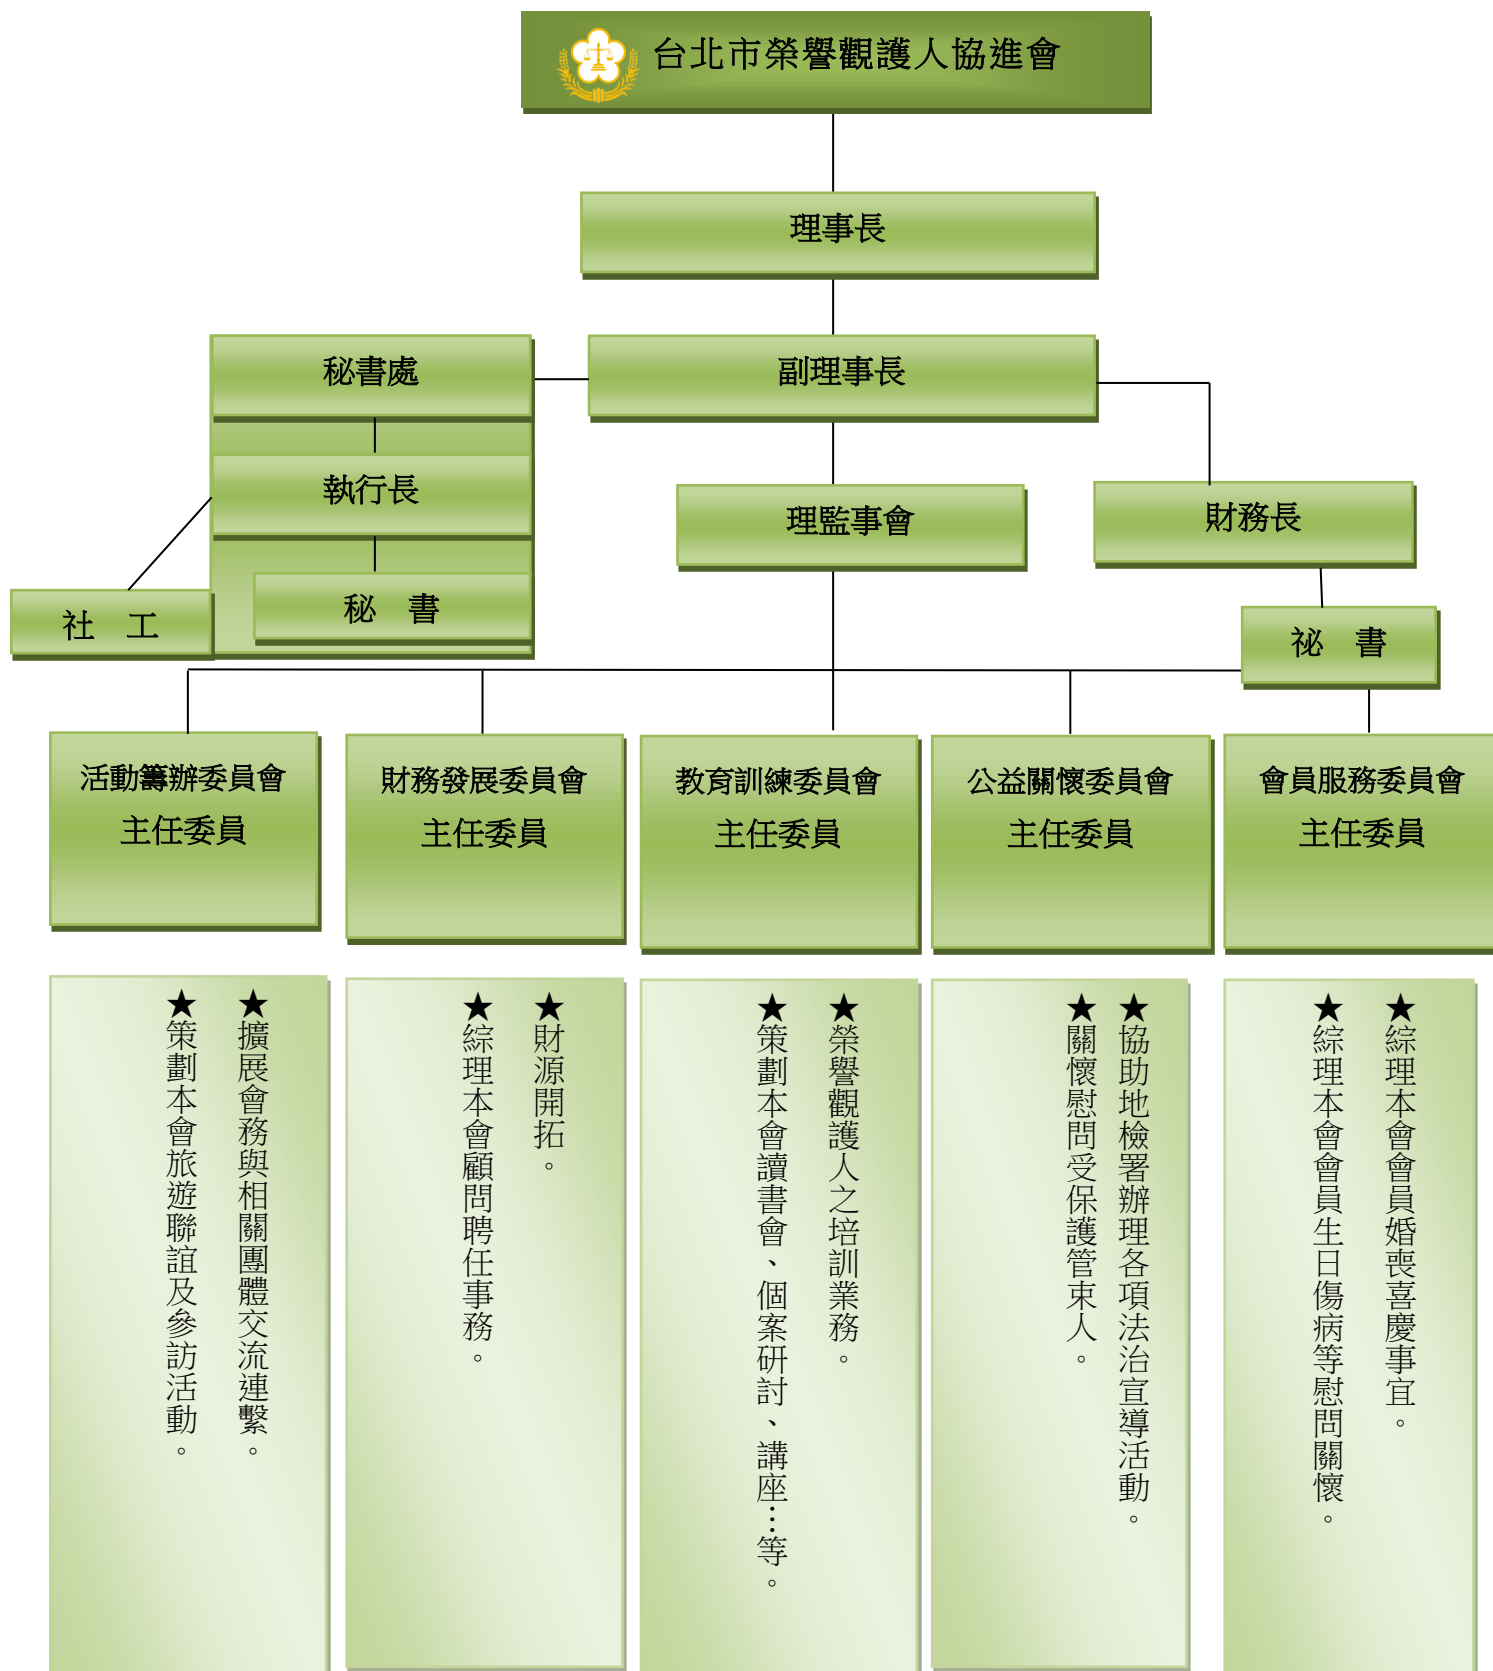 台北市榮譽觀護人協進會
理事長
秘書處
副理事長
執行長
理監事會
財務長
社　工
秘　書
祕　書
活動籌辦委員會
主任委員
財務發展委員會
主任委員
教育訓練委員會
主任委員
公益關懷委員會
主任委員
會員服務委員會
主任委員
★擴展會務與相關團體交流連繫。
★策劃本會旅遊聯誼及參訪活動。
★財源開拓。
★綜理本會顧問聘任事務。
★榮譽觀護人之培訓業務。
★策劃本會讀書會、個案研討、講座…等。
★協助地檢署辦理各項法治宣導活動。
★關懷慰問受保護管束人。
★綜理本會會員婚喪喜慶事宜。
★綜理本會會員生日傷病等慰問關懷。